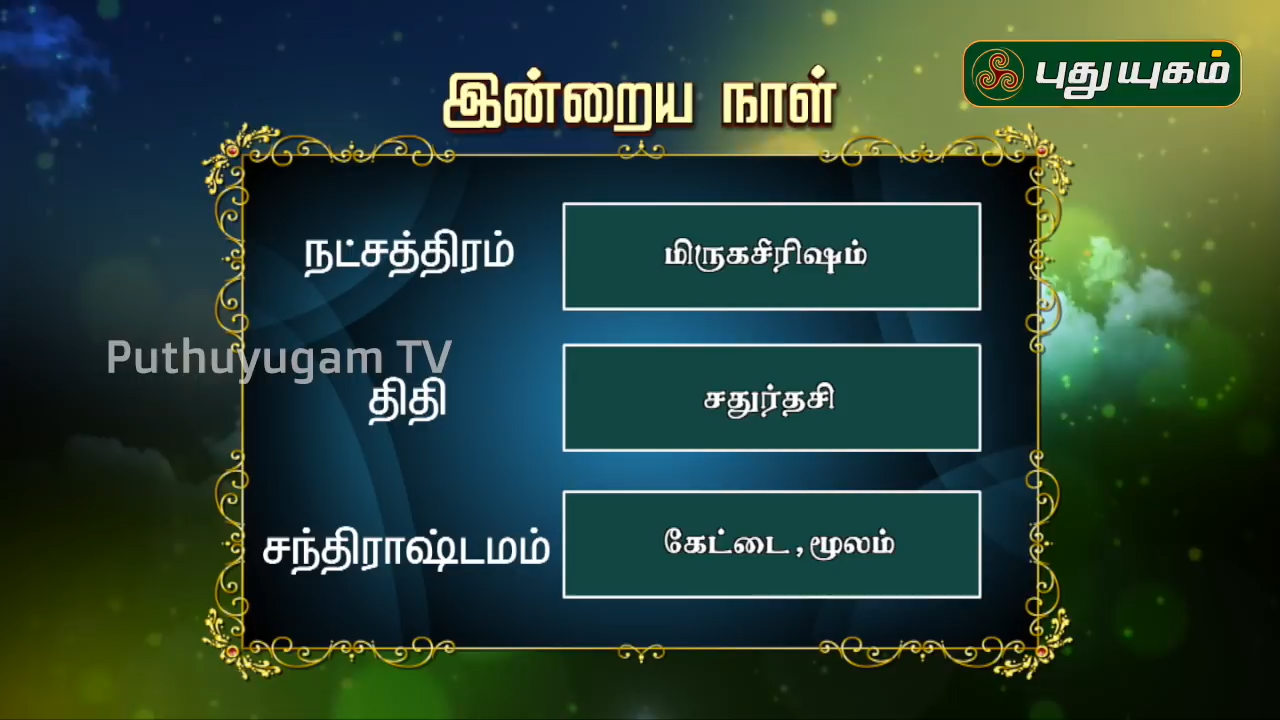 புதுயுகம்
இன்றைய நாள்
நட்சத்திரம்
மிருகசீரிஷம்
Puthuyugam TV
திதி
சதுர்தசி
சந்திராஷ்டமம்
கேட்டை,மூலம்